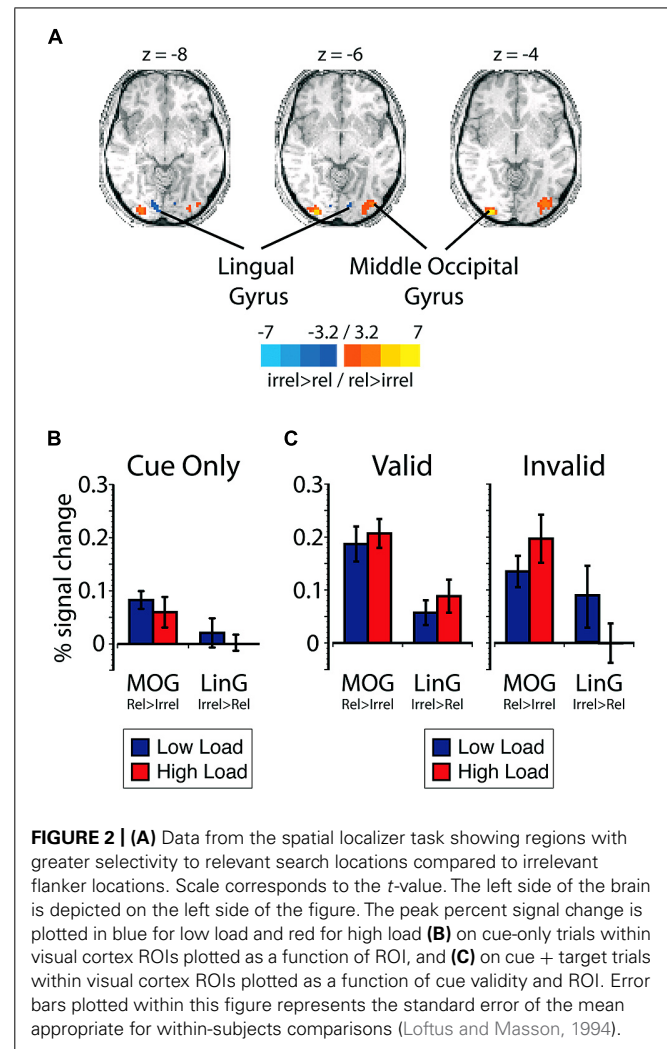 A
z = -8 z = -6 z = -4
Lingual Gyrus
Middle Occipital Gyrus
-7 -3.2 / 3.2 7
irrel>rel / rel>irrel
B
Cue Only
% signal change
0.3
0.2
0.1
0
MOG LinG
Rel>Irrel Irrel>Rel
Low Load
High Load
C
Valid Invalid
0.3
0.2
0.1
0
MOG LinG MOG LinG
Rel>Irrel Irrel>Rel Rel>Irrel Irrel>Rel
Low Load
High Load
FIGURE 2 | (A) Data from the spatial localizer task showing regions with
greater selectivity to relevant search locations compared to irrelevant
flanker locations. Scale corresponds to the t-value. The left side of the brain
is depicted on the left side of the figure. The peak percent signal change is
plotted in blue for low load and red for high load (B) on cue-only trials within
visual cortex ROIs plotted as a function of ROI, and (C) on cue + target trials
within visual cortex ROIs plotted as a function of cue validity and ROI. Error
bars plotted within this figure represents the standard error of the mean
appropriate for within-subjects comparisons (Loftus and Masson, 1994).